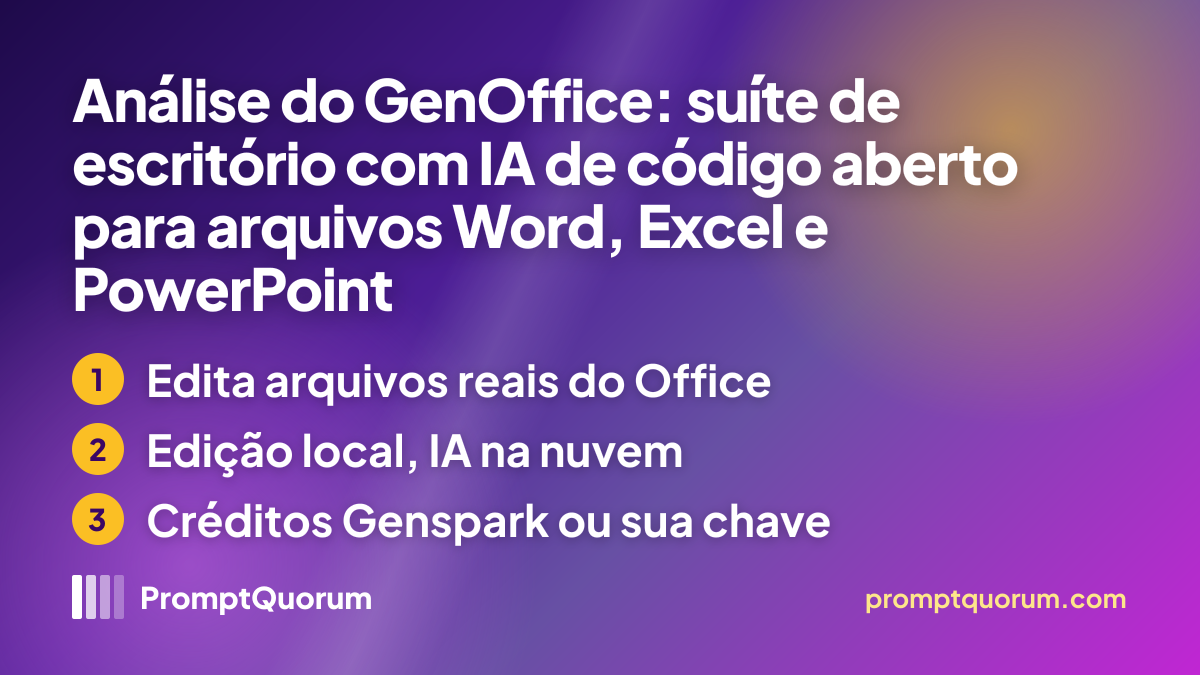 Análise do GenOffice: suíte de
escritório com IA de código aberto
para arquivos Word, Excel e
PowerPoint
1 Edita arquivos reais do Office
2 Edição local, IA na nuvem
3 Créditos Genspark ou sua chave
PromptQuorum
promptquorum.com